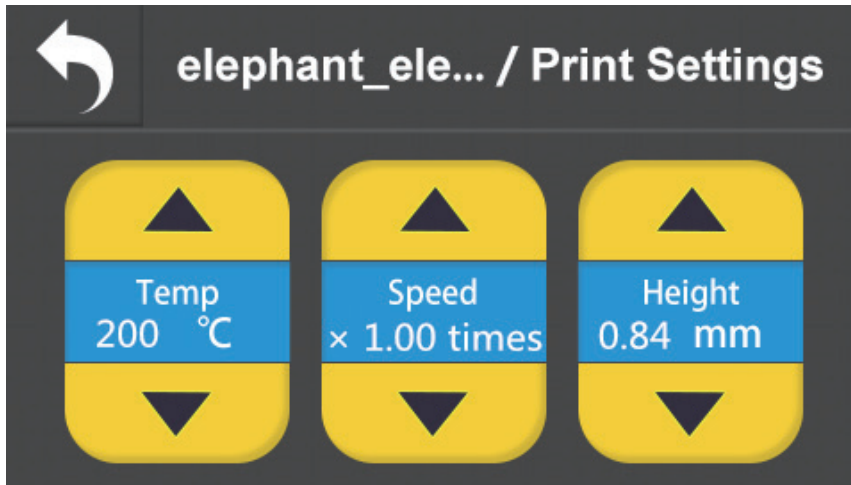 elephant_ele... / Print Settings
Temp
200 ℃
Speed
× 1.00 times
Height
0.84 mm